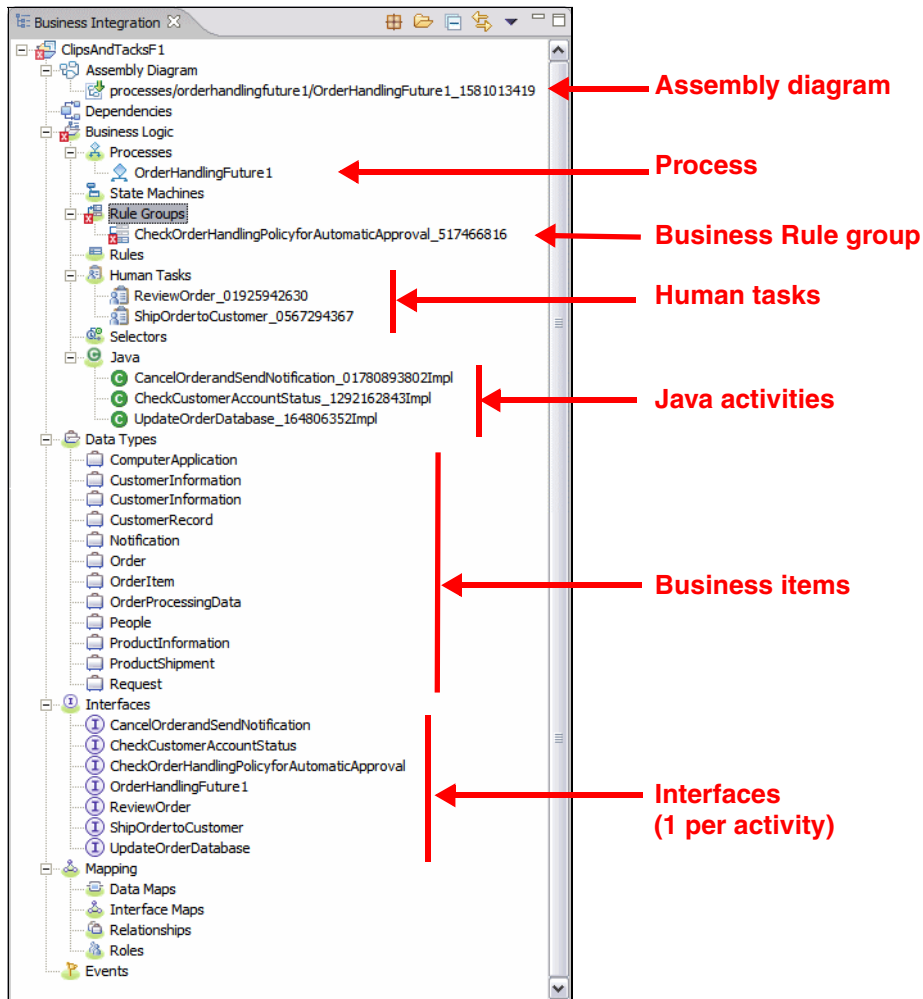 Business Integration
ClipsAndTacksF1
Assembly Diagram
processes/orderhandlingfuture1/OrderHandlingFuture1_1581013419
Assembly diagram
Dependencies
Business Logic
Processes
OrderHandlingFuture1
Process
State Machines
Rule Groups
CheckOrderHandlingPolicyforAutomaticApproval_517466816
Business Rule group
Rules
Human Tasks
ReviewOrder_01925942630
Human tasks
ShipOrdertoCustomer_0567294367
Selectors
Java
CancelOrderandSendNotification_01780893802Impl
CheckCustomerAccountStatus_1292162843Impl
Java activities
UpdateOrderDatabase_164806352Impl
Data Types
ComputerApplication
CustomerInformation
CustomerInformation
CustomerRecord
Notification
Order
OrderItem
Business items
OrderProcessingData
People
ProductInformation
ProductShipment
Request
Interfaces
CancelOrderandSendNotification
CheckCustomerAccountStatus
CheckOrderHandlingPolicyforAutomaticApproval
OrderHandlingFuture1
Interfaces
(1 per activity)
ReviewOrder
ShipOrdertoCustomer
UpdateOrderDatabase
Mapping
Data Maps
Interface Maps
Relationships
Roles
Events